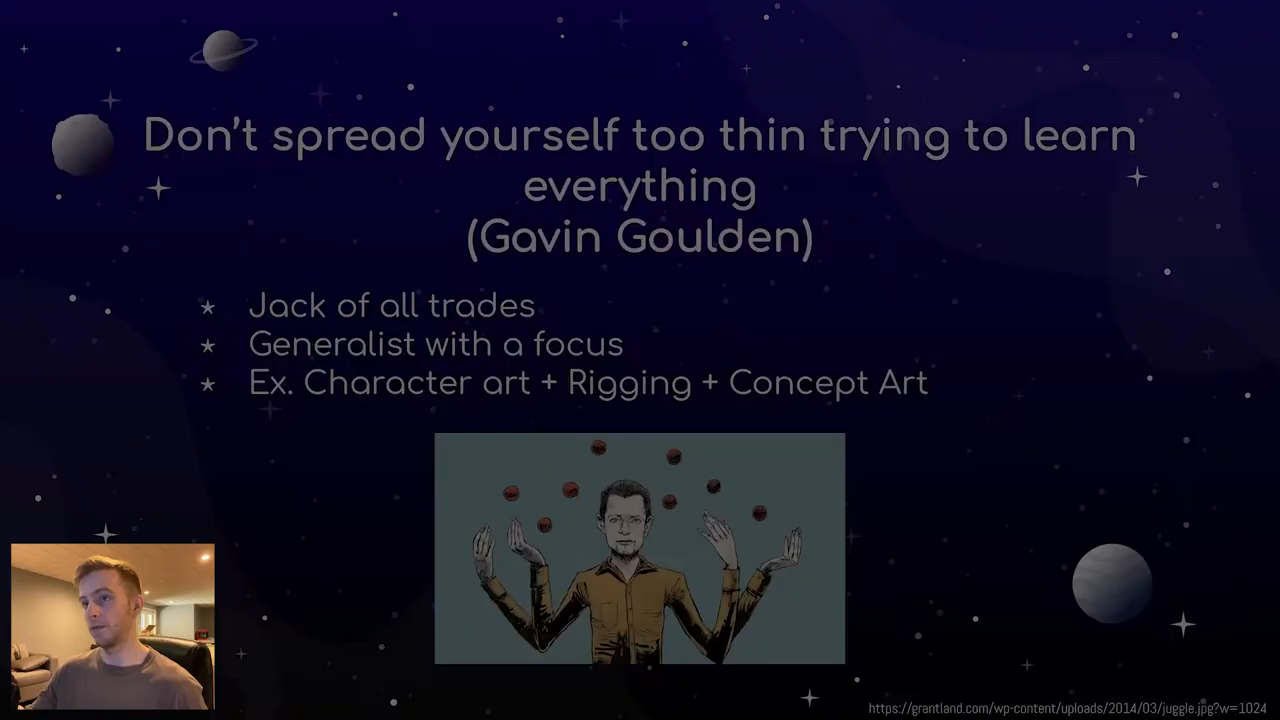 Don’t spread yourself too thin trying to learn
everything
(Gavin Goulden)
★ Jack of all trades
★ Generalist with a focus
★ Ex. Character art + Rigging + Concept Art
https://grantland.com/wp-content/uploads/2014/03/juggle.jpg?w=1024